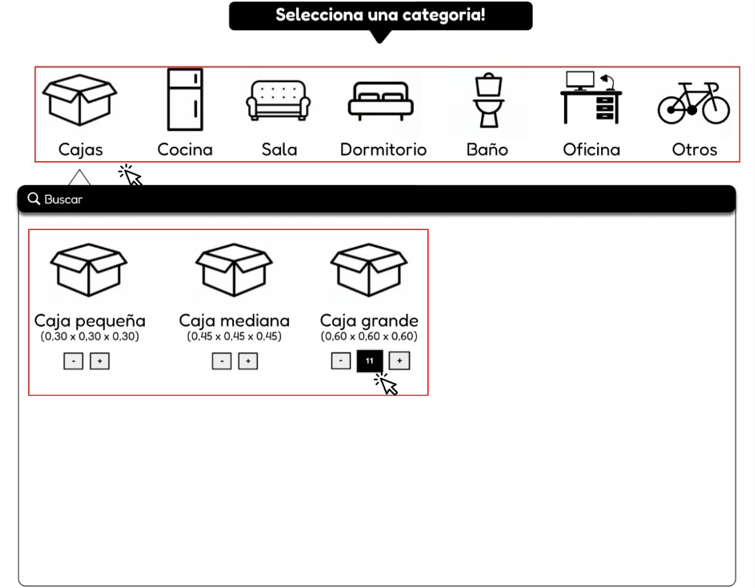 Selecciona una categoria!
Cajas Cocina Sala Dormitorio Baño Oficina Otros
Buscar
Caja pequeña Caja mediana Caja grande
(0,30 x 0,30 x 0,30) (0,45 x 0,45 x 0,45) (0,60 x 0,60 x 0,60)
- + - + - 11 +